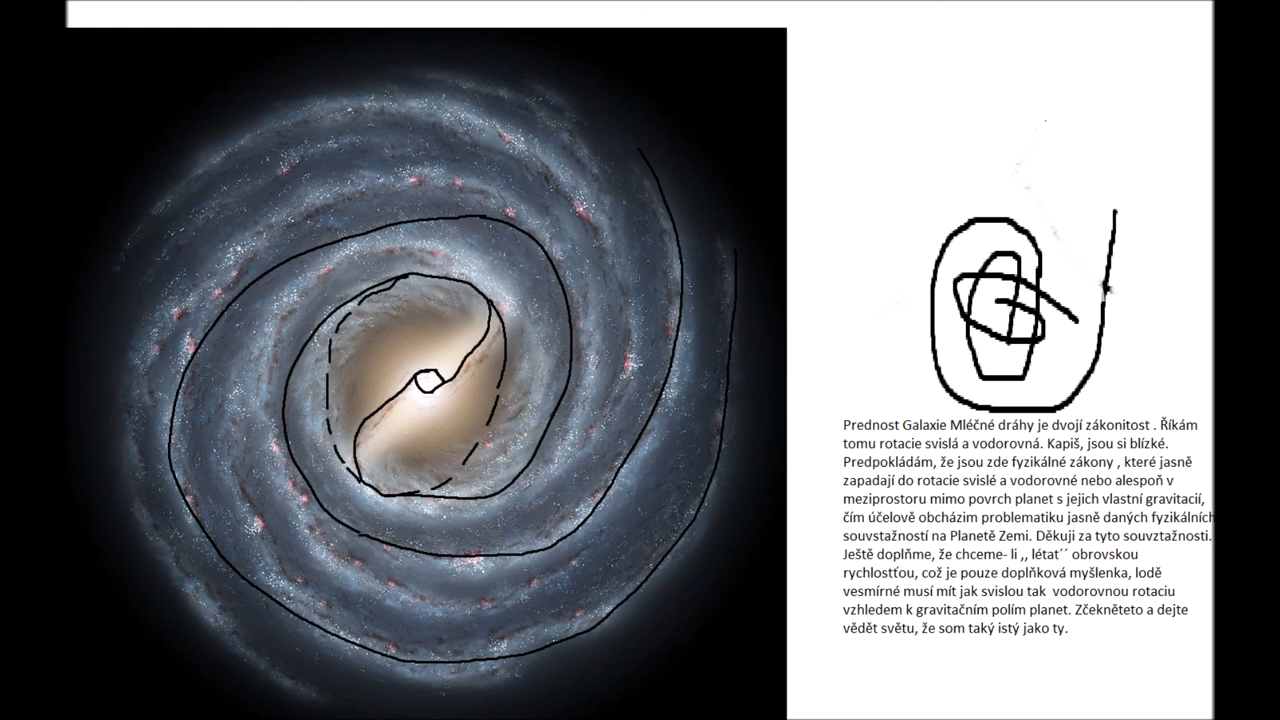 Prednost Galaxie Mléčné dráhy je dvojí zákonitost . Říkám
tomu rotacie svislá a vodorovná. Kapiš, jsou si blízké.
Predpokládám, že jsou zde fyzikálné zákony , které jasně
zapadají do rotacie svislé a vodorovné nebo alespoň v
meziprostoru mimo povrch planet s jejich vlastní gravitacií,
čím účelově obcházim problematiku jasně daných fyzikálních
souvstažností na Planetě Zemi. Děkuji za tyto souvztažnosti.
Ještě doplňme, že chceme- li ,, létat´´ obrovskou
rychlostťou, což je pouze doplňková myšlenka, lodě
vesmírné musí mít jak svislou tak  vodorovnou rotaciu
vzhledem k gravitačním polím planet. Zčekněteto a dejte
vědět světu, že som taký istý jako ty.